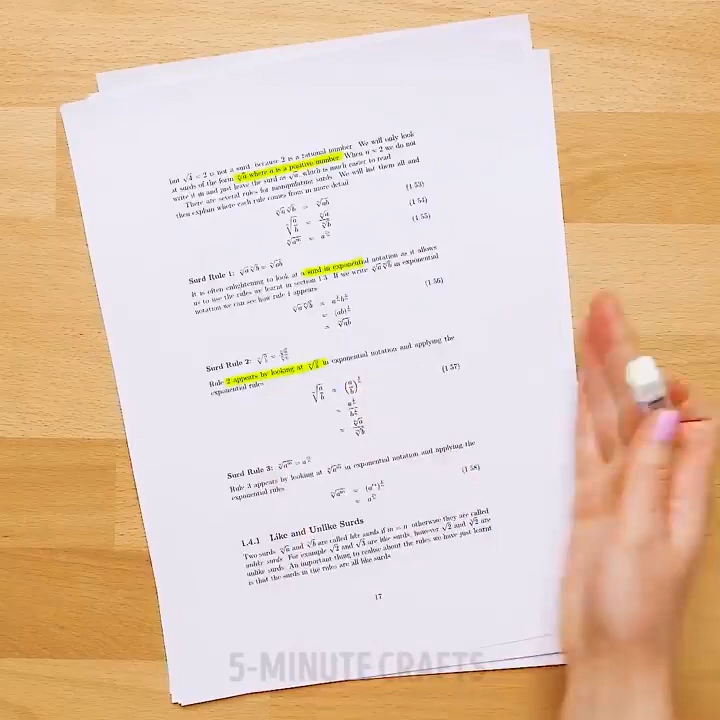 but √4 = 2 is not a surd, because 2 is a rational number. We will only look
at surds of the form ⁿ√a where a is a positive number. When n = 2 we do not
write it in and just leave the surd as √a, which is much easier to read
There are several rules for manipulating surds. We will list them all and
then explain where each rule comes from in more detail
ⁿ√a ⁿ√b = ⁿ√ab (1.53)
ⁿ√(a/b) = ⁿ√a / ⁿ√b (1.54)
ⁿ√aᵐ = a^(m/n) (1.55)
Surd Rule 1: ⁿ√a ⁿ√b = ⁿ√ab
It is often enlightening to look at a surd in exponential notation as it allows
us to use the rules we learnt in section 1.3. If we write ⁿ√a ⁿ√b in exponential
notation we can see how rule 1 appears
ⁿ√a ⁿ√b = a^(1/n) b^(1/n) (1.56)
= (ab)^(1/n)
= ⁿ√ab
Surd Rule 2: ⁿ√(a/b) = ⁿ√a / ⁿ√b
Rule 2 appears by looking at ⁿ√(a/b) in exponential notation and applying the
exponential rules
ⁿ√(a/b) = (a/b)^(1/n) (1.57)
= a^(1/n) / b^(1/n)
= ⁿ√a / ⁿ√b
Surd Rule 3: ⁿ√aᵐ = a^(m/n)
Rule 3 appears by looking at ⁿ√aᵐ in exponential notation and applying the
exponential rules
ⁿ√aᵐ = (aᵐ)^(1/n) (1.58)
= a^(m/n)
1.4.1 Like and Unlike Surds
Two surds ᵐ√a and ⁿ√b are called like surds if m = n, otherwise they are called
unlike surds. For example √2 and √3 are like surds, however √2 and ³√2 are
unlike surds. An important thing to realise about the rules we have just learnt
is that the surds in the rules are all like surds
17
5-MINUTE CRAFTS